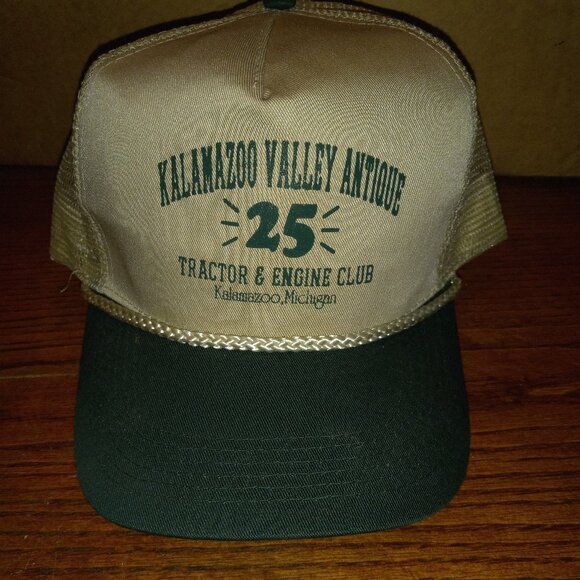 KALAMAZOO VALLEY ANTIQUE
25
TRACTOR & ENGINE CLUB
Kalamazoo, Michigan